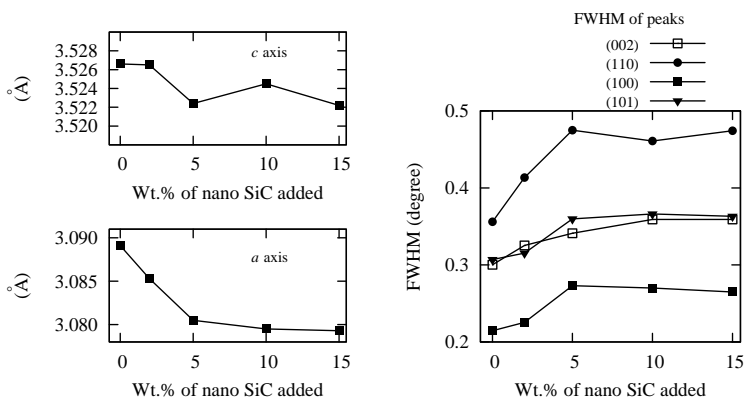 c axis
3.528
3.526
3.524
3.522
3.520
(Å)
0 5 10 15
Wt.% of nano SiC added
a axis
3.090
3.085
3.080
(Å)
0 5 10 15
Wt.% of nano SiC added
FWHM of peaks
(002)
(110)
(100)
(101)
0.5
0.4
0.3
0.2
FWHM (degree)
0 5 10 15
Wt.% of nano SiC added